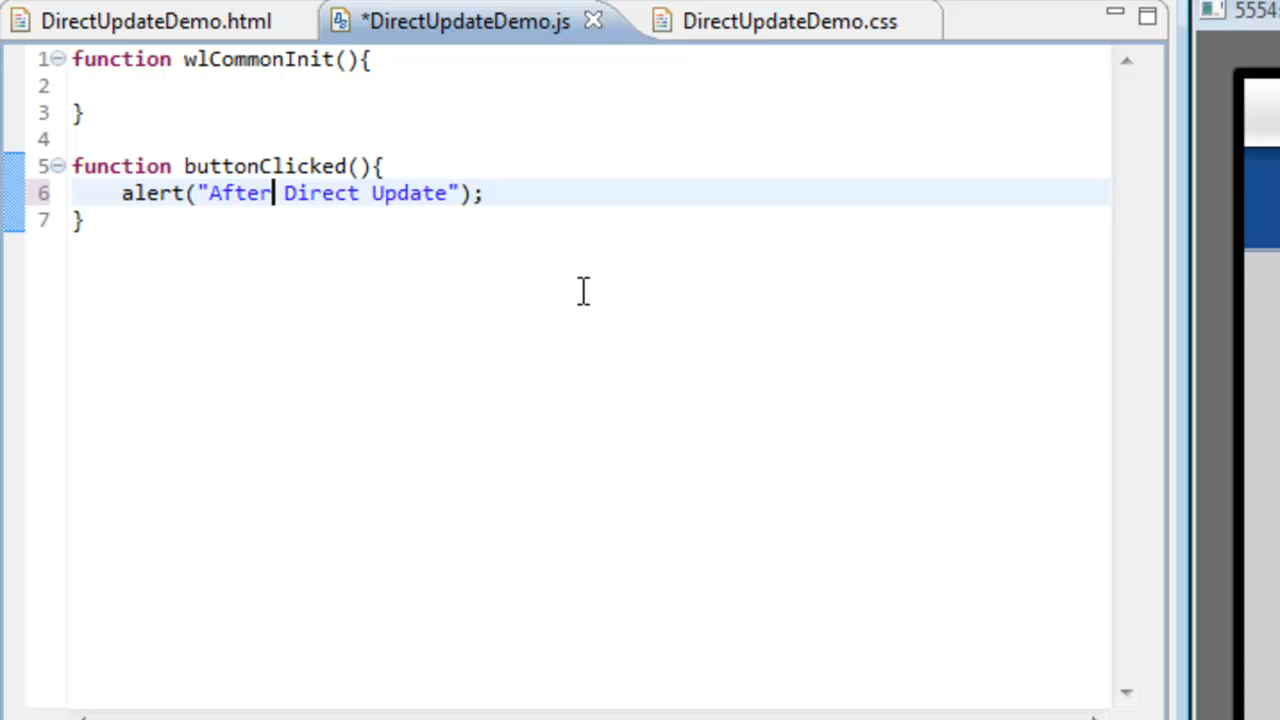 DirectUpdateDemo.html *DirectUpdateDemo.js DirectUpdateDemo.css 5554:
1 function wlCommonInit(){
2
3 }
4
5 function buttonClicked(){
6 alert("After Direct Update");
7 }